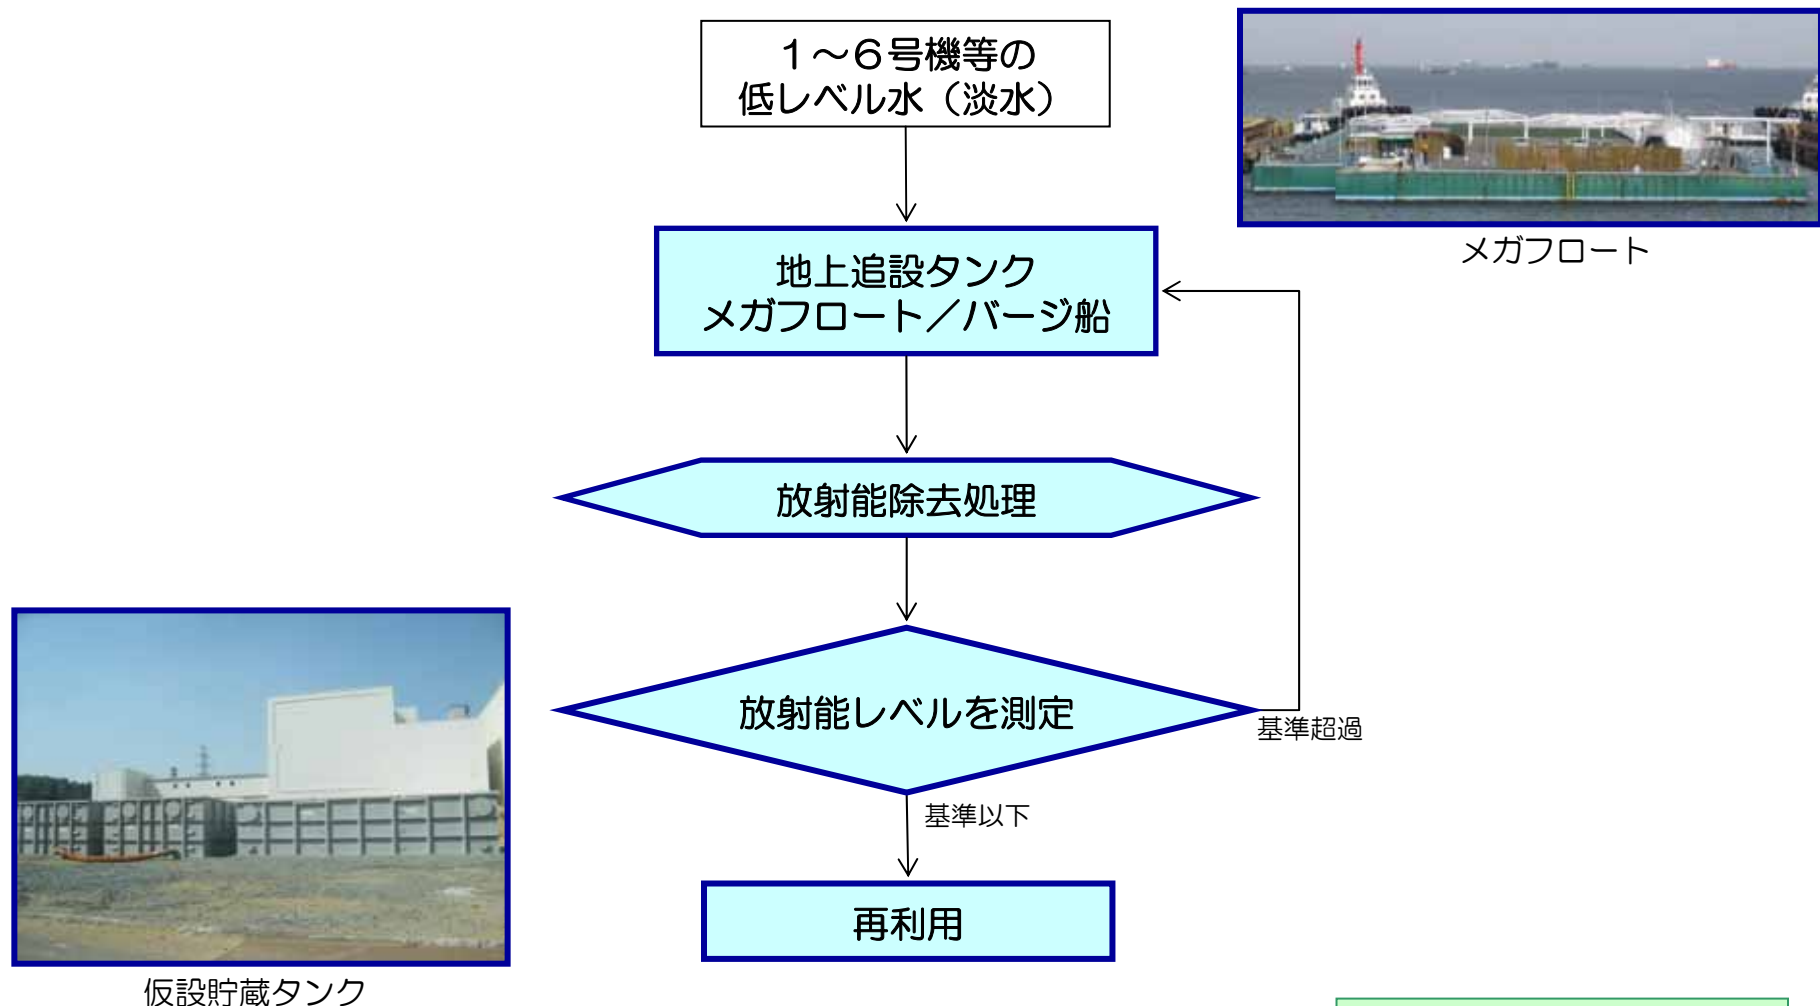 １～６号機等の
低レベル水（淡水）
メガフロート
地上追設タンク
メガフロート／バージ船
放射能除去処理
放射能レベルを測定
基準超過
基準以下
再利用
仮設貯蔵タンク